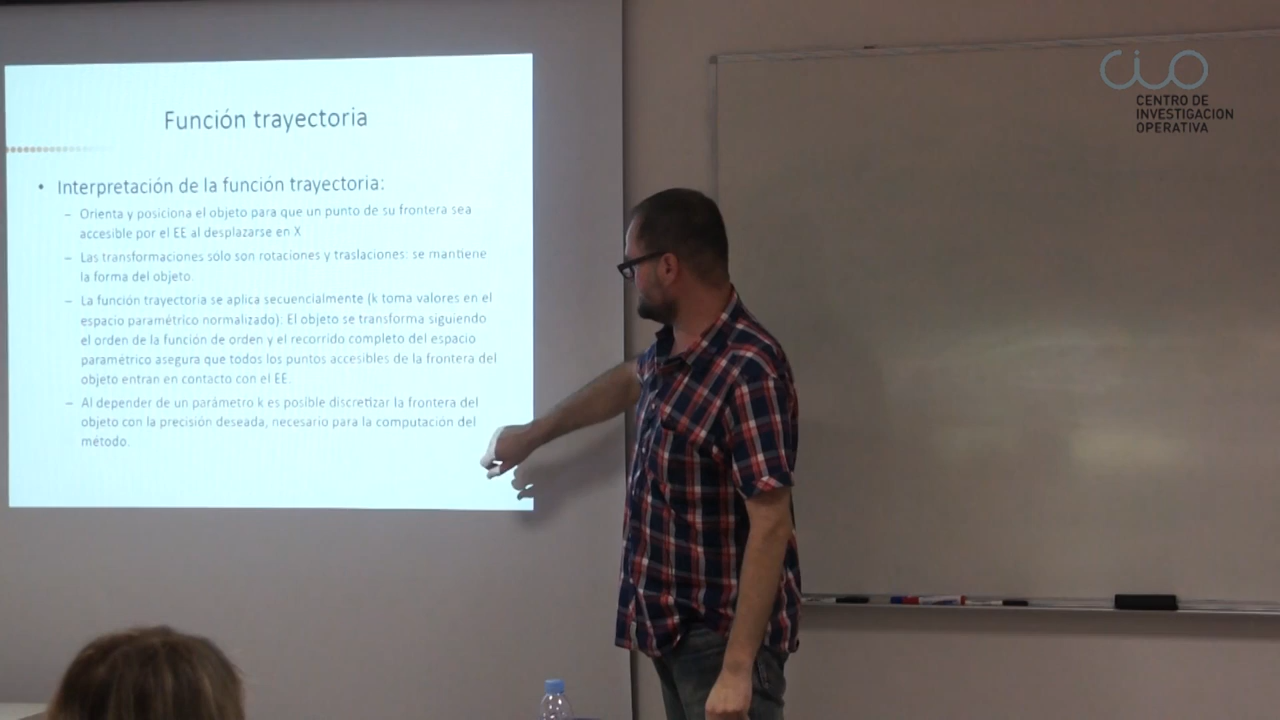 Función trayectoria
• Interpretación de la función trayectoria:
– Orienta y posiciona el objeto para que un punto de su frontera sea
accesible por el EE al desplazarse en X
– Las transformaciones sólo son rotaciones y traslaciones: se mantiene
la forma del objeto.
– La función trayectoria se aplica secuencialmente (k toma valores en el
espacio paramétrico normalizado): El objeto se transforma siguiendo
el orden de la función de orden y el recorrido completo del espacio
paramétrico asegura que todos los puntos accesibles de la frontera del
objeto entran en contacto con el EE.
– Al depender de un parámetro k es posible discretizar la frontera del
objeto con la precisión deseada, necesario para la computación del
método.
CIO
CENTRO DE
INVESTIGACION
OPERATIVA